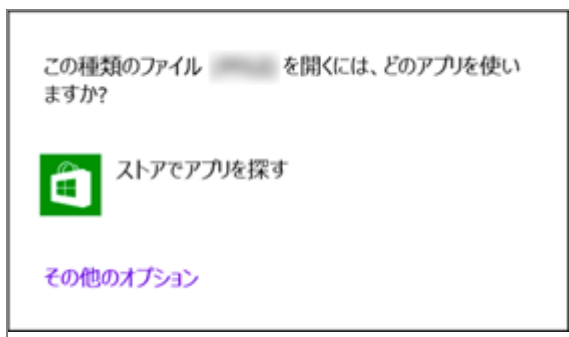 この種類のファイル を開くには、どのアプリを使い
ますか?
ストアでアプリを探す
その他のオプション